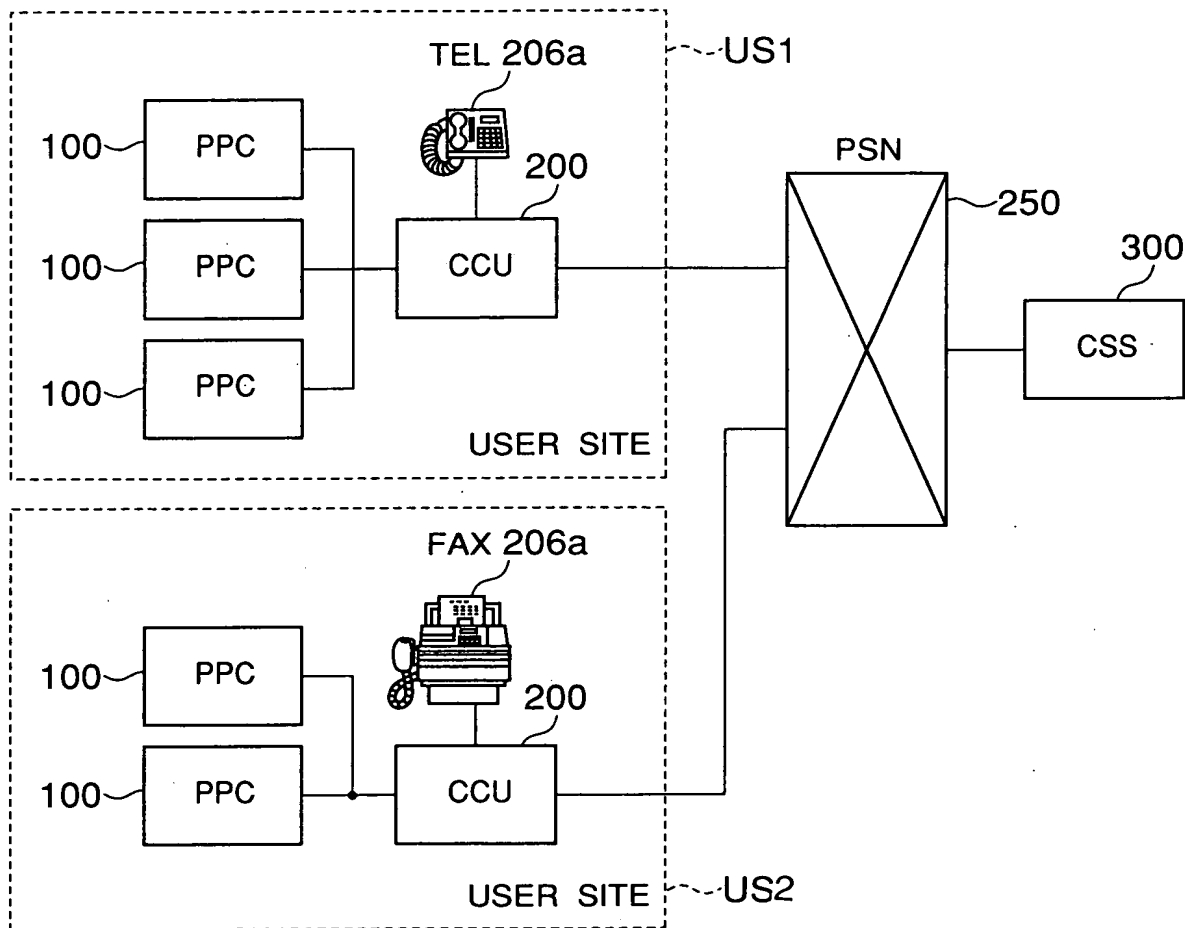 TEL 206a
US1
100
PPC
200
PSN
250
100
PPC
CCU
300
CSS
100
PPC
USER SITE
FAX 206a
100
PPC
200
100
PPC
CCU
USER SITE
US2